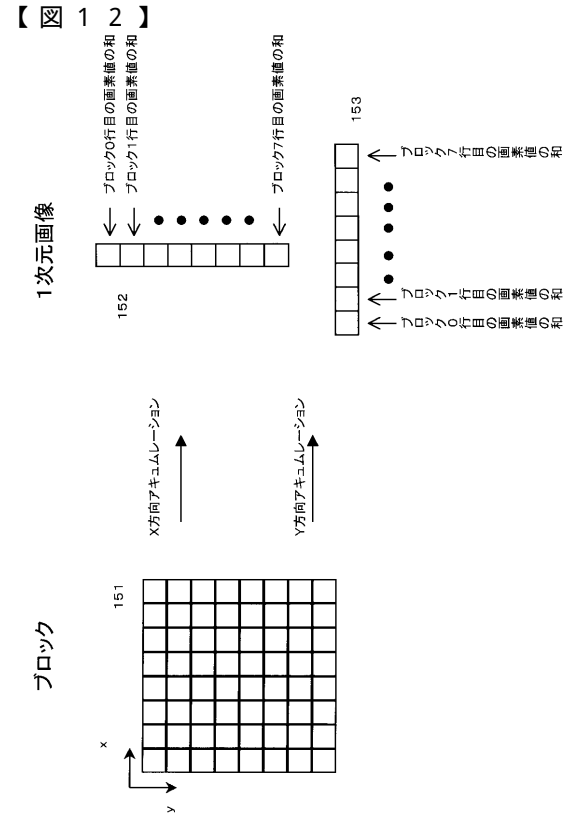 【図１２】
ブロック
1次元画像
x
y
151
X方向アキュムレーション
Y方向アキュムレーション
152
ブロック0行目の画素値の和
ブロック1行目の画素値の和
ブロック7行目の画素値の和
153
ブロック0行目の画素値の和
ブロック1行目の画素値の和
ブロック7行目の画素値の和